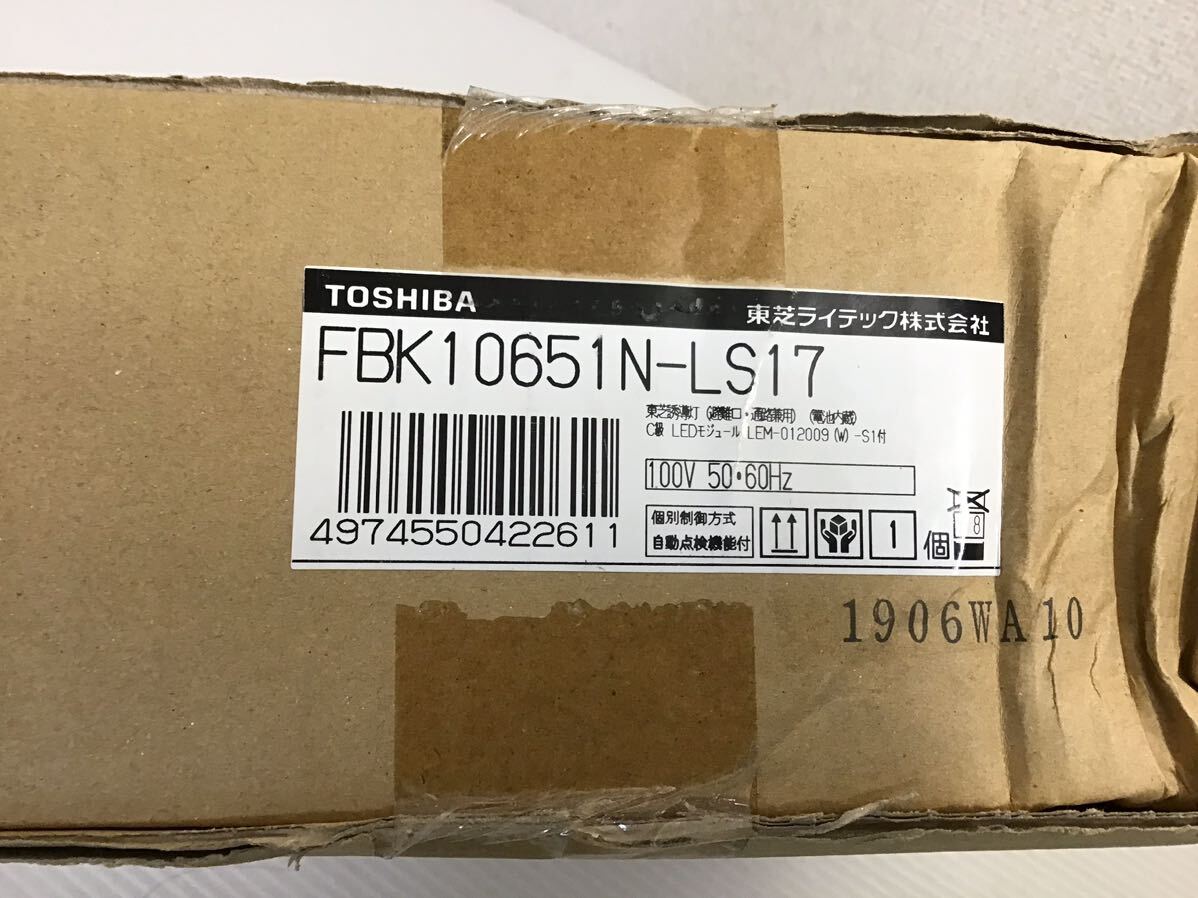 TOSHIBA
東芝ライテック株式会社
FBK10651N-LS17
東芝誘導灯 (避難口・通路兼用) (電池内蔵)
C級 LEDモジュール LEM-012009 (W) -S1付
100V 50・60Hz
4974550422611
個別制御方式
自動点検機能付
1 個
8
1906WA10